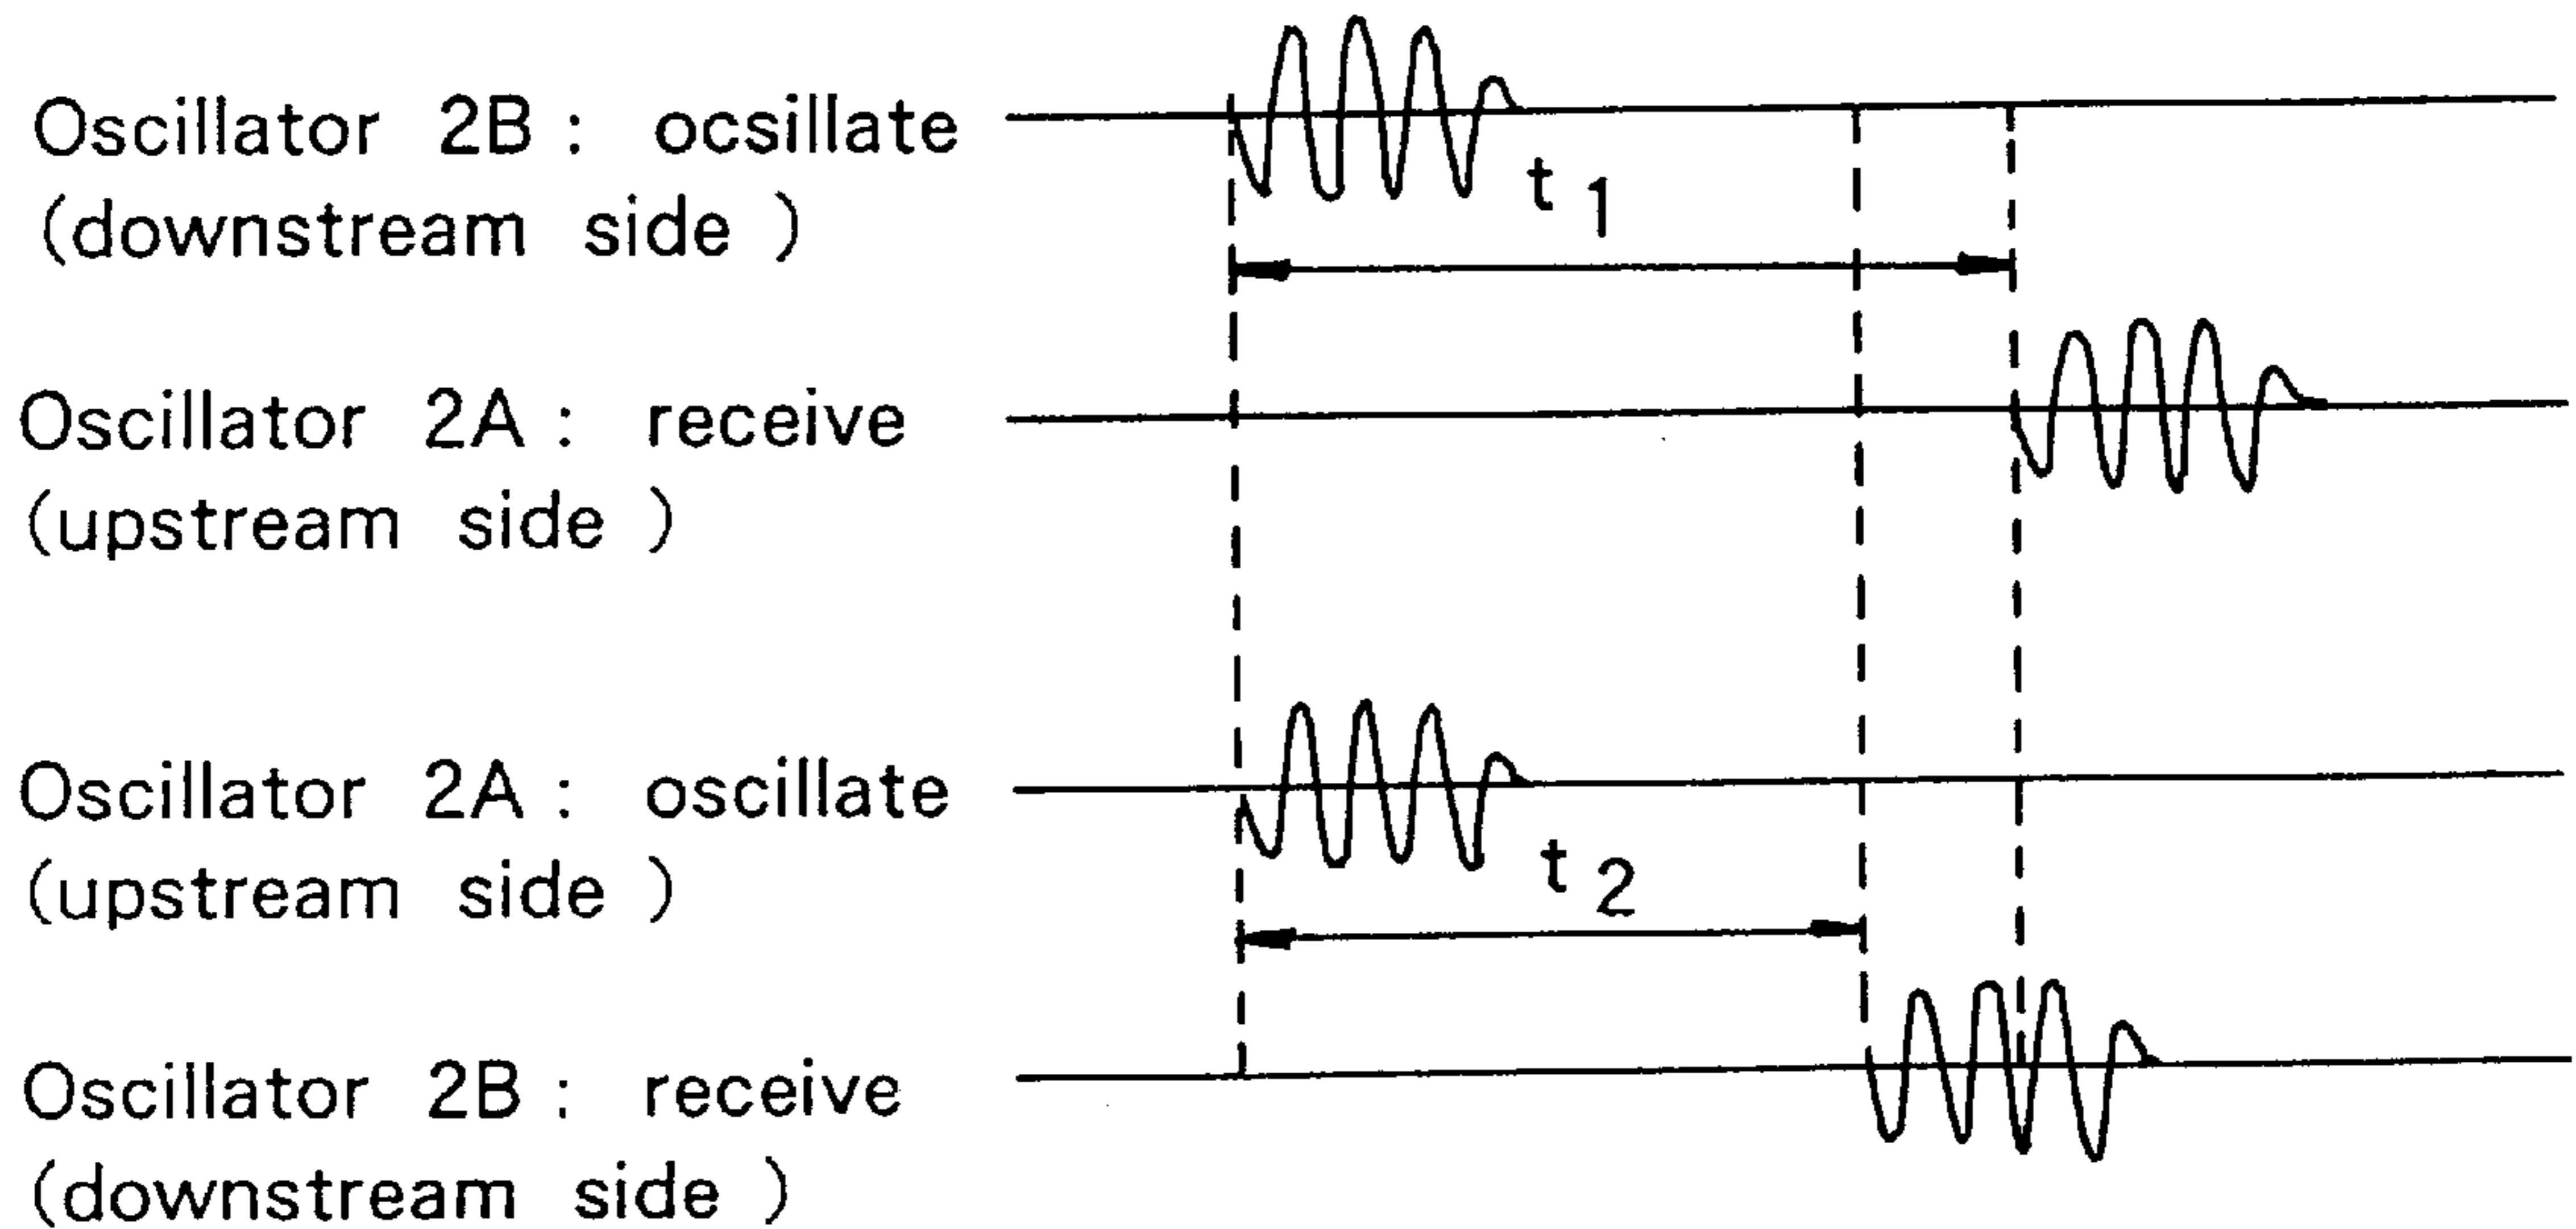 Oscillator 2B : ocsillate
(downstream side )
t 1
Oscillator 2A : receive
(upstream side )
Oscillator 2A : oscillate
(upstream side )
t 2
Oscillator 2B : receive
(downstream side )